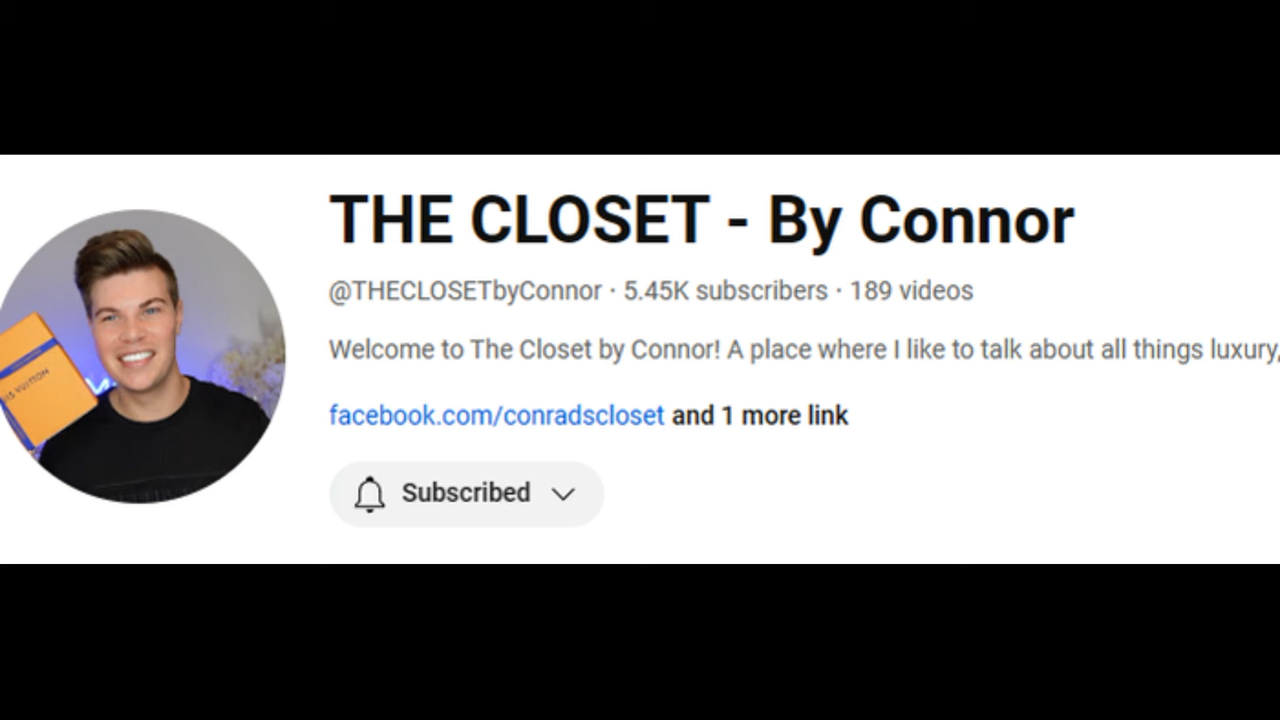 THE CLOSET - By Connor
@THECLOSETbyConnor · 5.45K subscribers · 189 videos
Welcome to The Closet by Connor! A place where I like to talk about all things luxury,
facebook.com/conradscloset and 1 more link
Subscribed
VUITTON